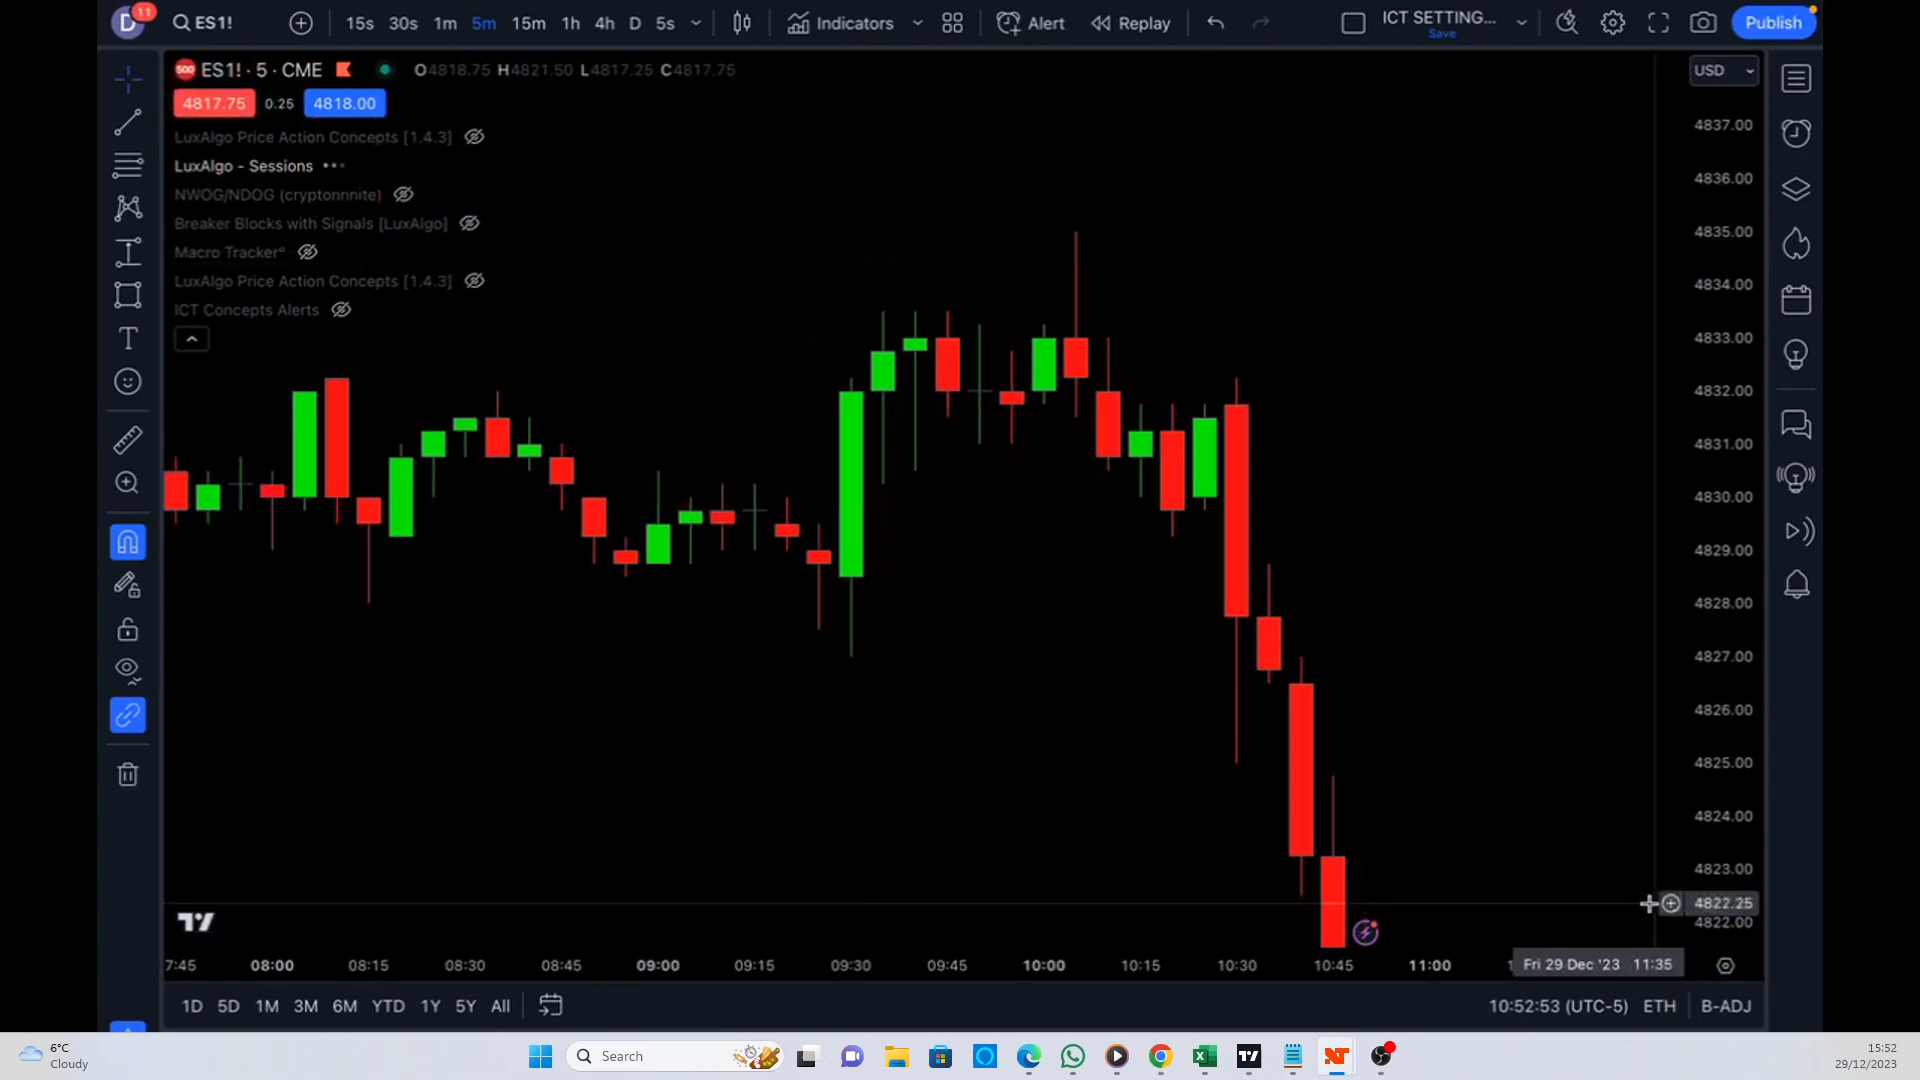 D 11 ES1! 15s 30s 1m 5m 15m 1h 4h D 5s Indicators Alert Replay ICT SETTING... Save Publish
500 ES1! · 5 · CME O4818.75 H4821.50 L4817.25 C4817.75 USD
4817.75 0.25 4818.00
LuxAlgo Price Action Concepts [1.4.3]
LuxAlgo - Sessions
NWOG/NDOG (cryptonnnite)
Breaker Blocks with Signals [LuxAlgo]
Macro Tracker°
LuxAlgo Price Action Concepts [1.4.3]
ICT Concepts Alerts
4837.00
4836.00
4835.00
4834.00
4833.00
4832.00
4831.00
4830.00
4829.00
4828.00
4827.00
4826.00
4825.00
4824.00
4823.00
4822.25
4822.00
7:45 08:00 08:15 08:30 08:45 09:00 09:15 09:30 09:45 10:00 10:15 10:30 10:45 11:00 Fri 29 Dec '23 11:35
1D 5D 1M 3M 6M YTD 1Y 5Y All 10:52:53 (UTC-5) ETH B-ADJ
6°C
Cloudy
Search
15:52
29/12/2023